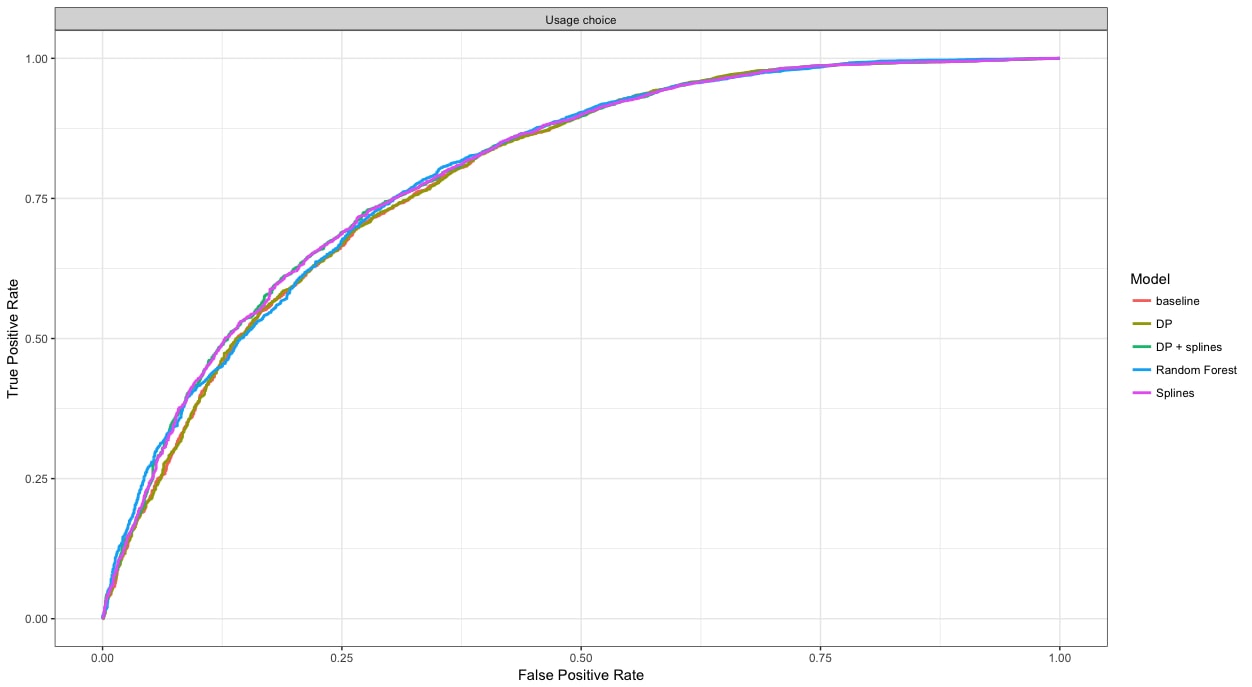 Usage choice
1.00
0.75
0.50
0.25
0.00
True Positive Rate
0.00
0.25
0.50
0.75
1.00
False Positive Rate
Model
baseline
DP
DP + splines
Random Forest
Splines